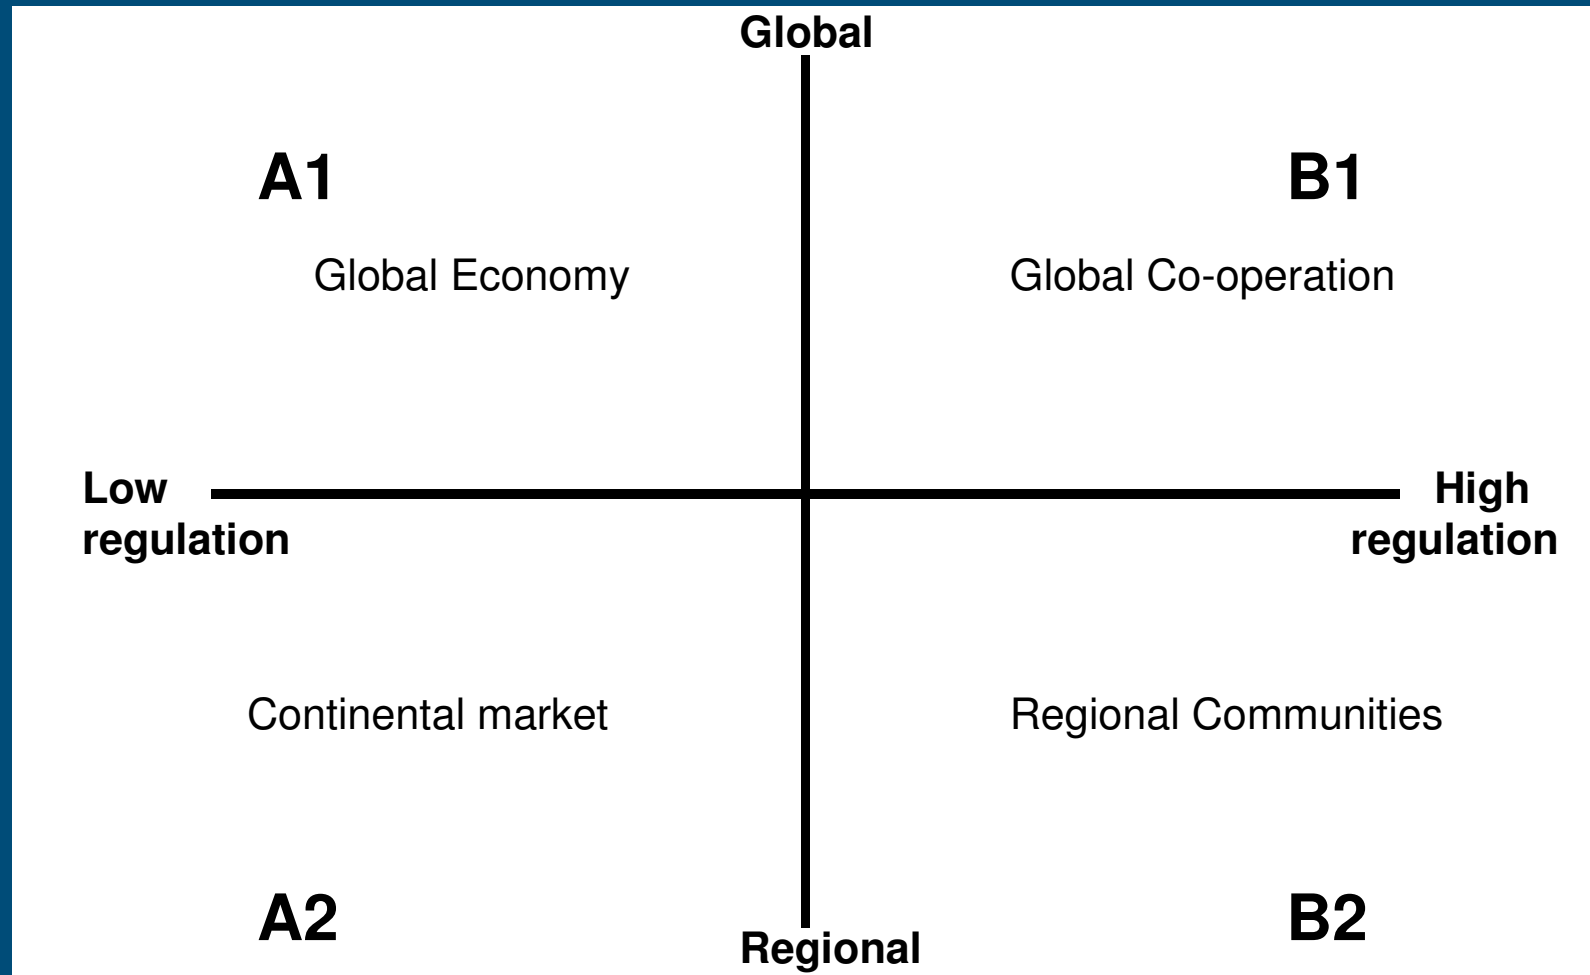 Global
A1
B1
Global Economy
Global Co-operation
Low
regulation
High
regulation
Continental market
Regional Communities
A2
B2
Regional